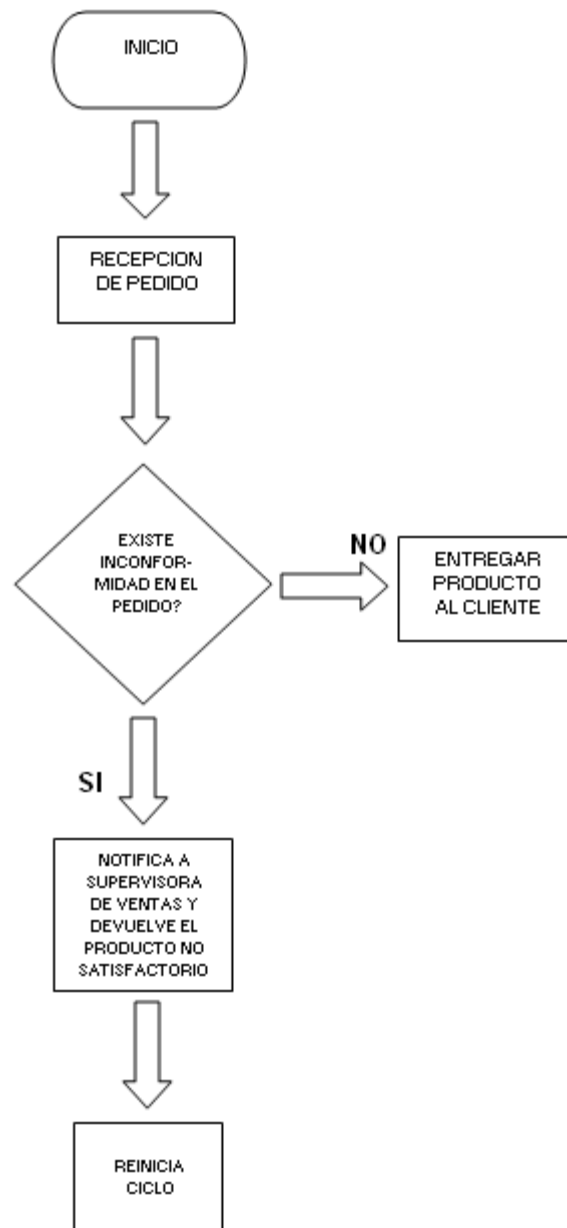 INICIO
RECEPCION
DE PEDIDO
EXISTE
INCONFOR-
MIDAD EN EL
PEDIDO?
NO
ENTREGAR
PRODUCTO
AL CLIENTE
SI
NOTIFICA A
SUPERVISORA
DE VENTAS Y
DEVUELVE EL
PRODUCTO NO
SATISFACTORIO
REINICIA
CICLO